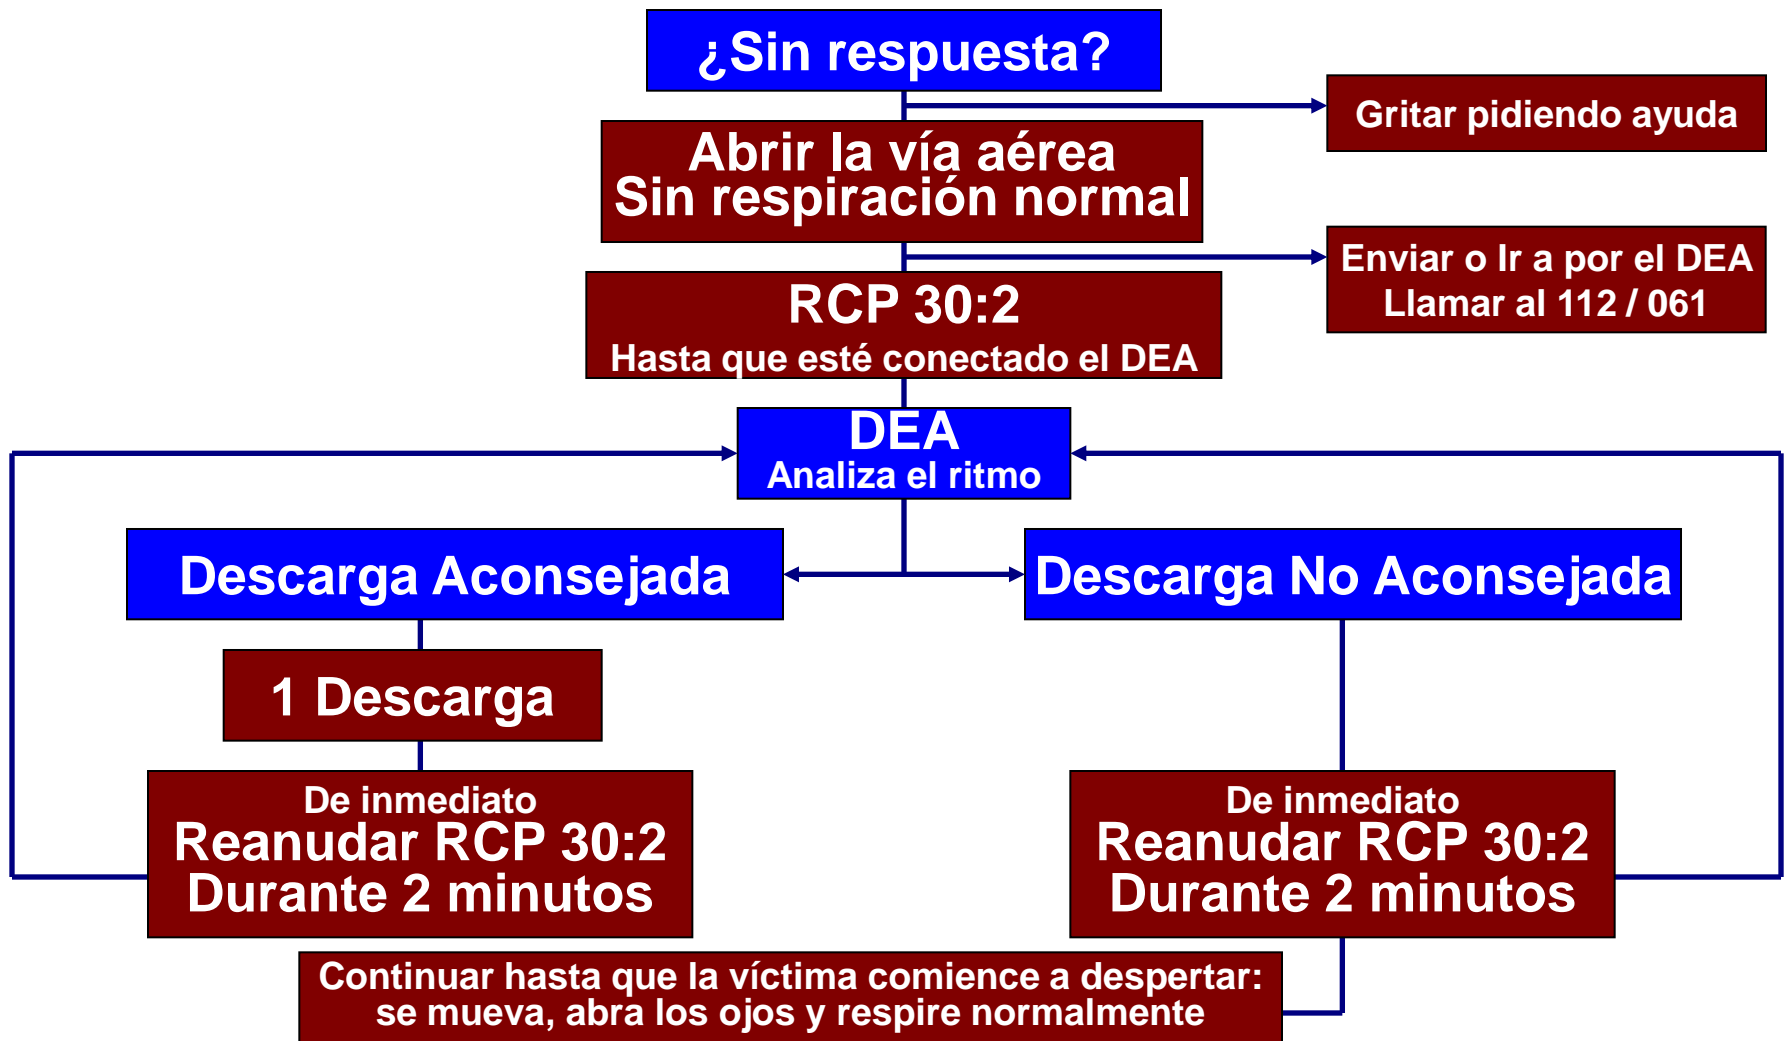 ¿Sin respuesta?
Gritar pidiendo ayuda
Abrir la vía aérea
Sin respiración normal
Enviar o Ir a por el DEA
Llamar al 112 / 061
RCP 30:2
Hasta que esté conectado el DEA
DEA
Analiza el ritmo
Descarga Aconsejada
Descarga No Aconsejada
1 Descarga
De inmediato
Reanudar RCP 30:2
Durante 2 minutos
De inmediato
Reanudar RCP 30:2
Durante 2 minutos
Continuar hasta que la víctima comience a despertar:
se mueva, abra los ojos y respire normalmente